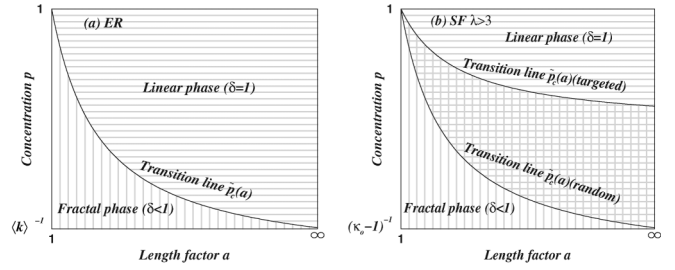 (a) ER
Concentration p
1
Linear phase (δ=1)
Transition line p̃c(a)
Fractal phase (δ<1)
⟨k⟩⁻¹
1
∞
Length factor a
(b) SF λ>3
Concentration p
1
Linear phase (δ=1)
Transition line p̃c(a)(targeted)
Transition line p̃c(a)(random)
Fractal phase (δ<1)
(κₒ−1)⁻¹
1
∞
Length factor a